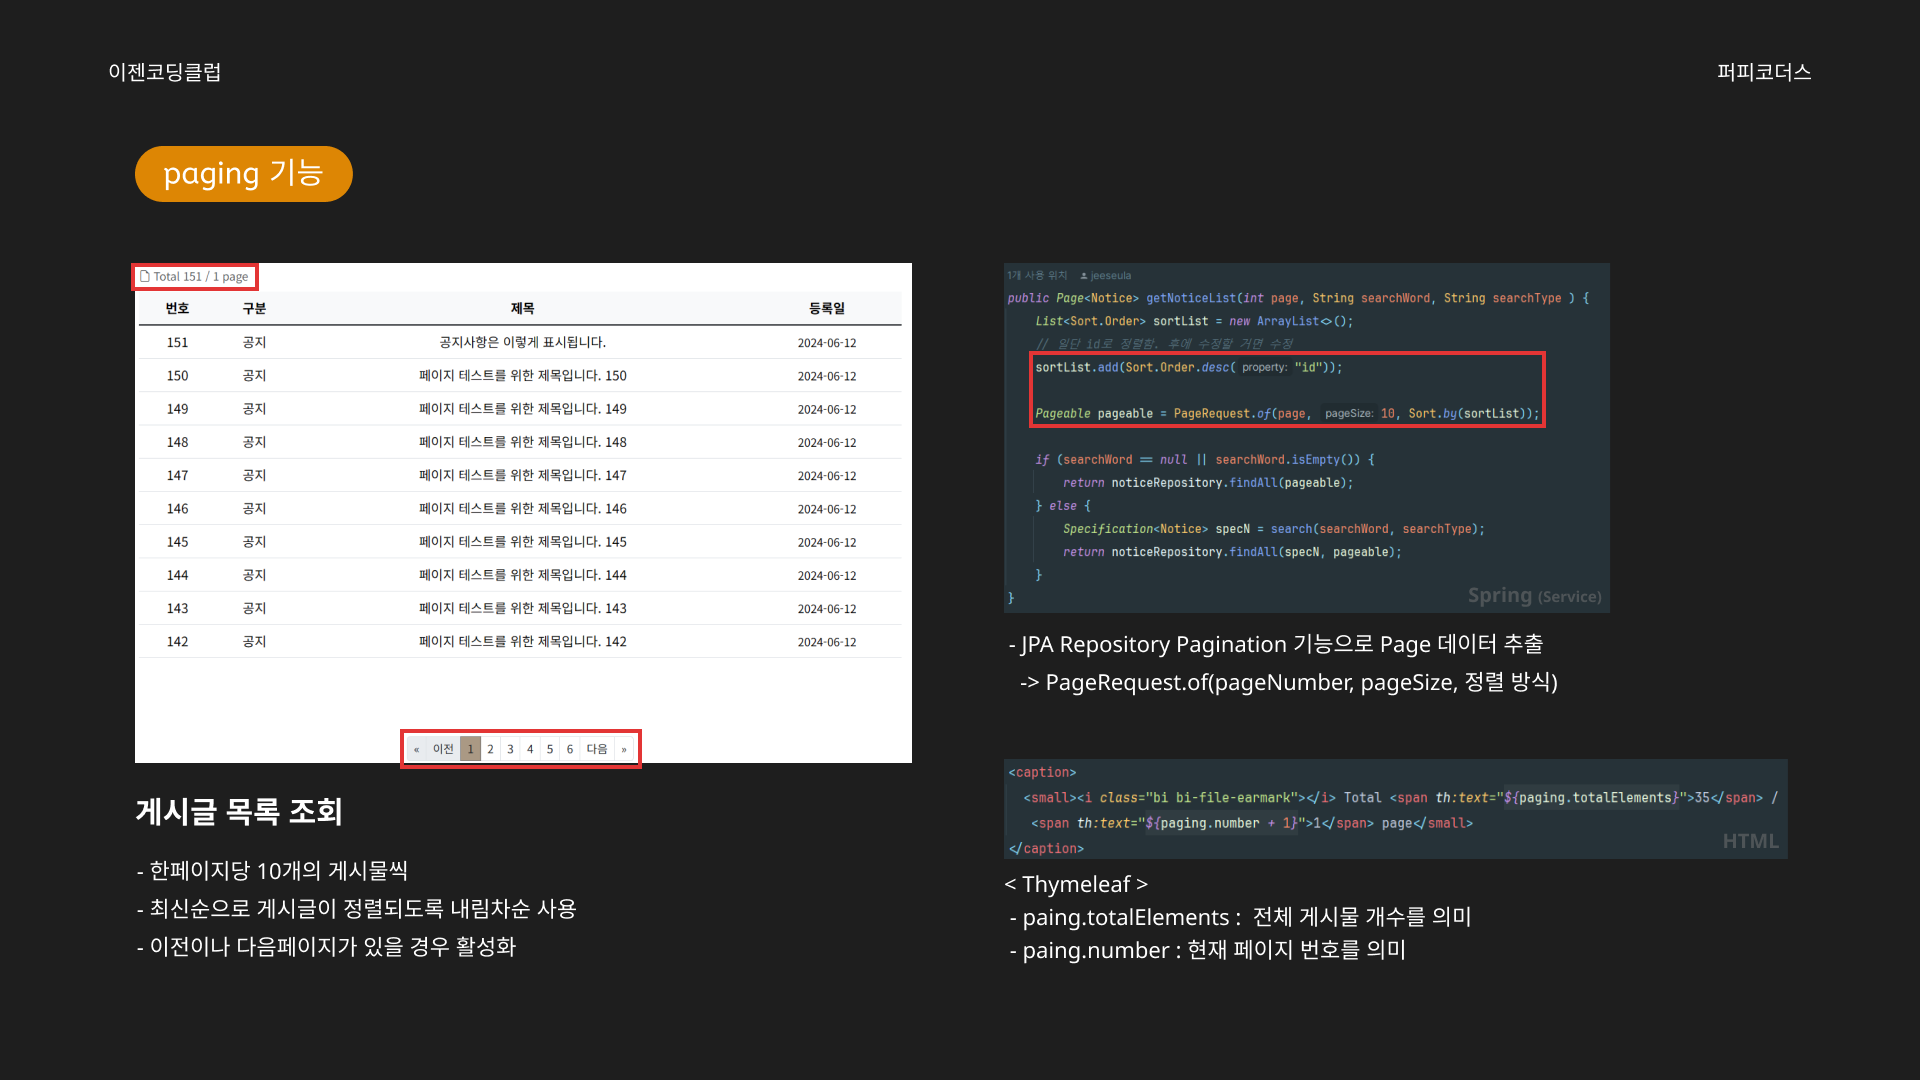 이젠코딩클럽
퍼피코더스
paging 기능
Total 151 / 1 page
번호 구분 제목 등록일
151 공지 공지사항은 이렇게 표시됩니다. 2024-06-12
150 공지 페이지 테스트를 위한 제목입니다. 150 2024-06-12
149 공지 페이지 테스트를 위한 제목입니다. 149 2024-06-12
148 공지 페이지 테스트를 위한 제목입니다. 148 2024-06-12
147 공지 페이지 테스트를 위한 제목입니다. 147 2024-06-12
146 공지 페이지 테스트를 위한 제목입니다. 146 2024-06-12
145 공지 페이지 테스트를 위한 제목입니다. 145 2024-06-12
144 공지 페이지 테스트를 위한 제목입니다. 144 2024-06-12
143 공지 페이지 테스트를 위한 제목입니다. 143 2024-06-12
142 공지 페이지 테스트를 위한 제목입니다. 142 2024-06-12
« 이전 1 2 3 4 5 6 다음 »
게시글 목록 조회
- 한페이지당 10개의 게시물씩
- 최신순으로 게시글이 정렬되도록 내림차순 사용
- 이전이나 다음페이지가 있을 경우 활성화
1개 사용 위치 jeeseula
public Page<Notice> getNoticeList(int page, String searchWord, String searchType ) {
List<Sort.Order> sortList = new ArrayList<>();
// 일단 id로 정렬함. 후에 수정할 거면 수정
sortList.add(Sort.Order.desc( property: "id"));
Pageable pageable = PageRequest.of(page, pageSize: 10, Sort.by(sortList));
if (searchWord == null || searchWord.isEmpty()) {
return noticeRepository.findAll(pageable);
} else {
Specification<Notice> specN = search(searchWord, searchType);
return noticeRepository.findAll(specN, pageable);
}
}
Spring (Service)
- JPA Repository Pagination 기능으로 Page 데이터 추출
-> PageRequest.of(pageNumber, pageSize, 정렬 방식)
<caption>
<small><i class="bi bi-file-earmark"></i> Total <span th:text="${paging.totalElements}">35</span> /
<span th:text="${paging.number + 1}">1</span> page</small>
</caption>
HTML
< Thymeleaf >
- paing.totalElements : 전체 게시물 개수를 의미
- paing.number : 현재 페이지 번호를 의미